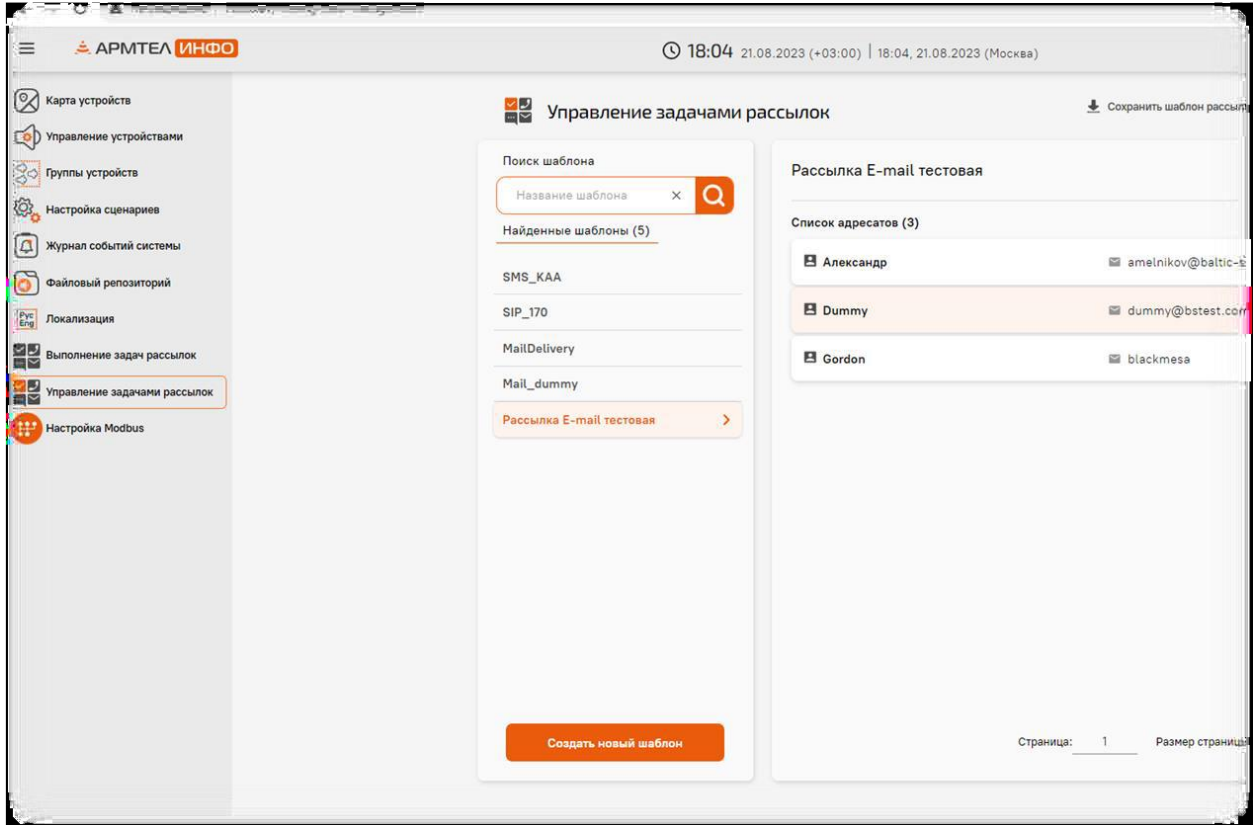 АРМТЕЛ ИНФО
18:04 21.08.2023 (+03:00) | 18:04, 21.08.2023 (Москва)
Карта устройств
Управление устройствами
Группы устройств
Настройка сценариев
Журнал событий системы
Файловый репозиторий
Рус
Eng
Локализация
Выполнение задач рассылок
Управление задачами рассылок
Настройка Modbus
Управление задачами рассылок
Сохранить шаблон
Поиск шаблона
Название шаблона
Найденные шаблоны (5)
SMS_KAA
SIP_170
MailDelivery
Mail_dummy
Рассылка E-mail тестовая
Создать новый шаблон
Рассылка E-mail тестовая
Список адресатов (3)
Александр amelnikov@baltic-
Dummy dummy@bstest.com
Gordon blackmesa
Страница: 1 Размер страницы